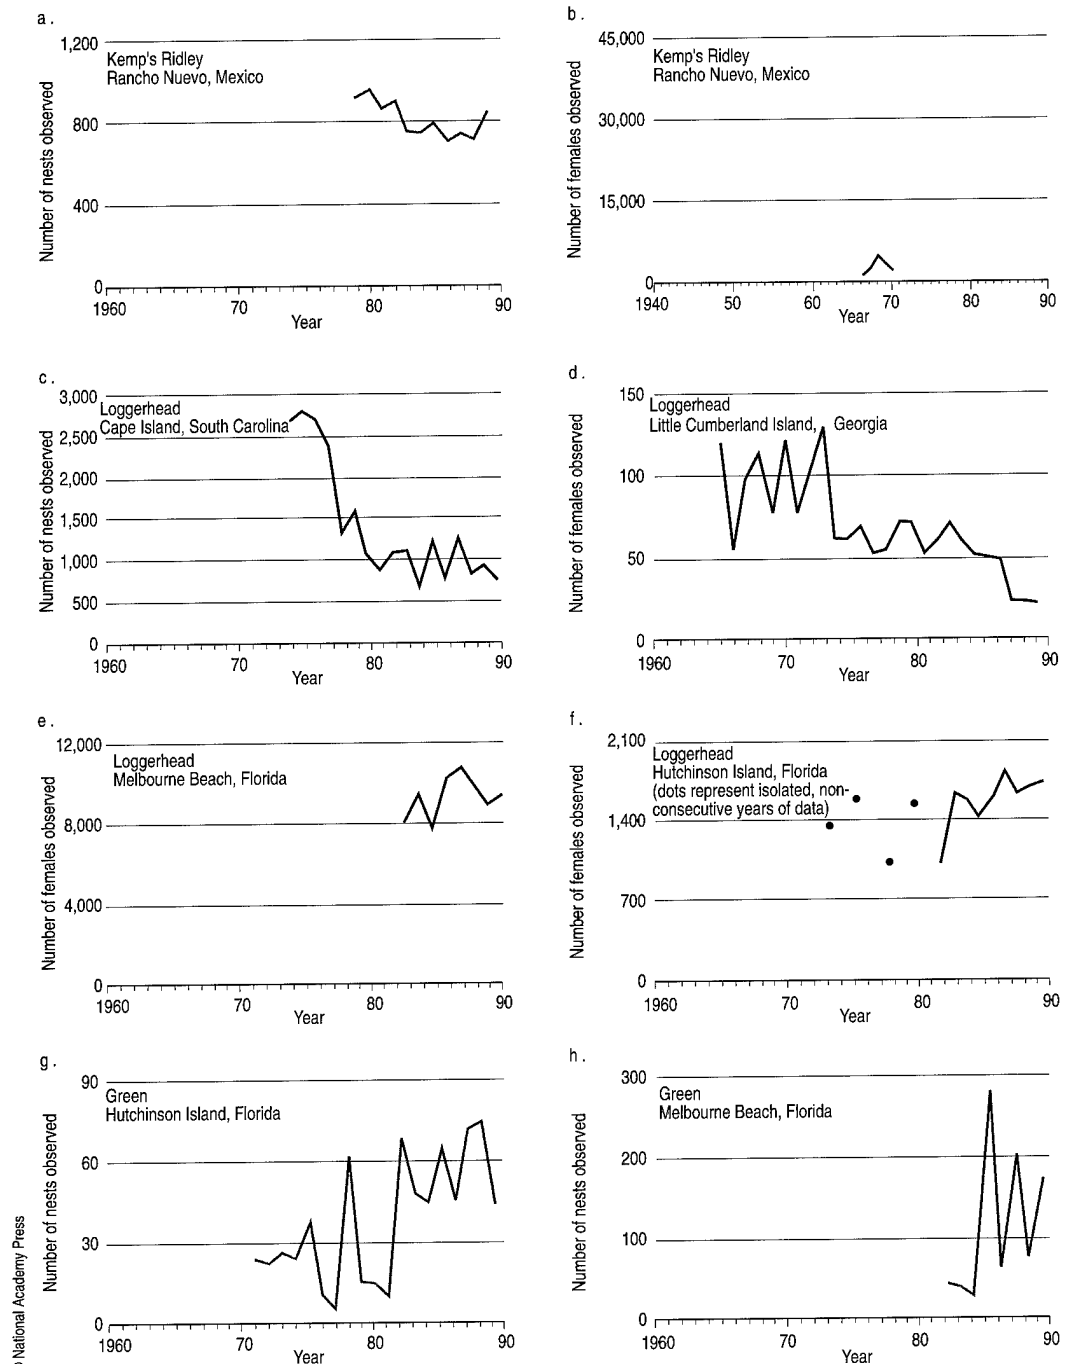 a.
1,200
Kemp's Ridley
Rancho Nuevo, Mexico
800
400
0
1960 70 80 90
Year
Number of nests observed
b.
45,000
Kemp's Ridley
Rancho Nuevo, Mexico
30,000
15,000
0
1940 50 60 70 80 90
Year
Number of females observed
c.
3,000
Loggerhead
Cape Island, South Carolina
2,500
2,000
1,500
1,000
500
0
1960 70 80 90
Year
Number of nests observed
d.
150
Loggerhead
Little Cumberland Island, Georgia
100
50
0
1960 70 80 90
Year
Number of females observed
e.
12,000
Loggerhead
Melbourne Beach, Florida
8,000
4,000
0
1960 70 80 90
Year
Number of females observed
f.
2,100
Loggerhead
Hutchinson Island, Florida
(dots represent isolated, non-
consecutive years of data)
1,400
700
0
1960 70 80 90
Year
Number of females observed
g.
90
Green
Hutchinson Island, Florida
60
30
0
1960 70 80 90
Year
Number of nests observed
h.
300
Green
Melbourne Beach, Florida
200
100
0
1960 70 80 90
Year
Number of nests observed
National Academy Press